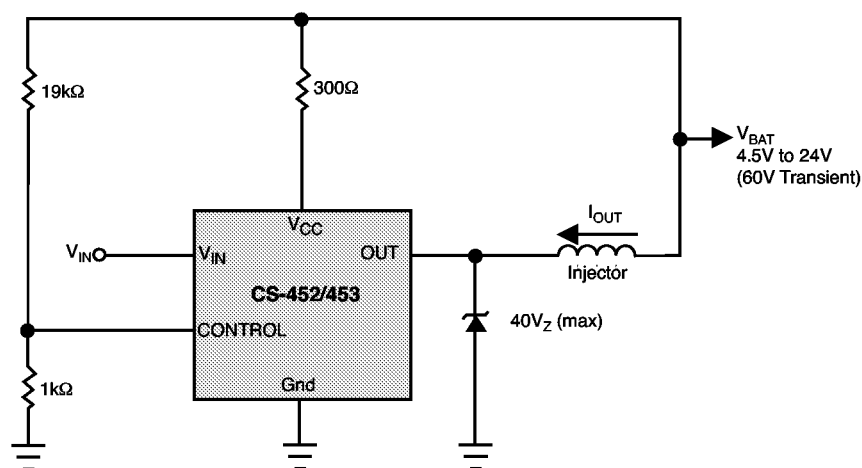 19kΩ
300Ω
V_BAT
4.5V to 24V
(60V Transient)
V_CC
I_OUT
V_IN
V_IN
OUT
Injector
CS-452/453
CONTROL
40V_Z (max)
1kΩ
Gnd